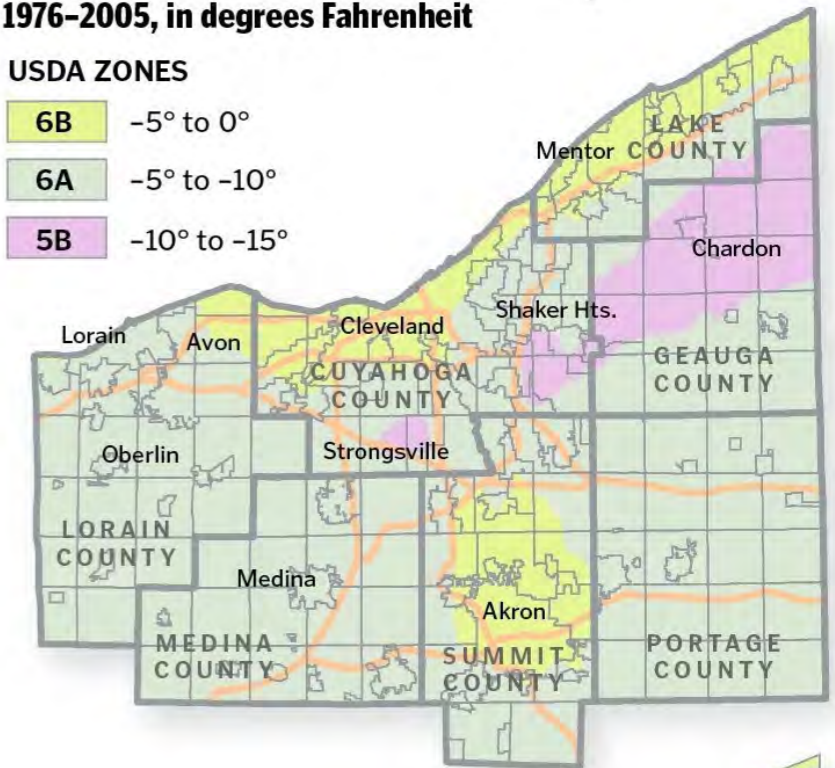 1976–2005, in degrees Fahrenheit
USDA ZONES
6B –5° to 0°
6A –5° to –10°
5B –10° to –15°
LAKE
Mentor COUNTY
Chardon
Shaker Hts.
Lorain
Avon
Cleveland
CUYAHOGA
COUNTY
GEAUGA
COUNTY
Oberlin
Strongsville
LORAIN
COUNTY
Medina
Akron
MEDINA
COUNTY
SUMMIT
COUNTY
PORTAGE
COUNTY